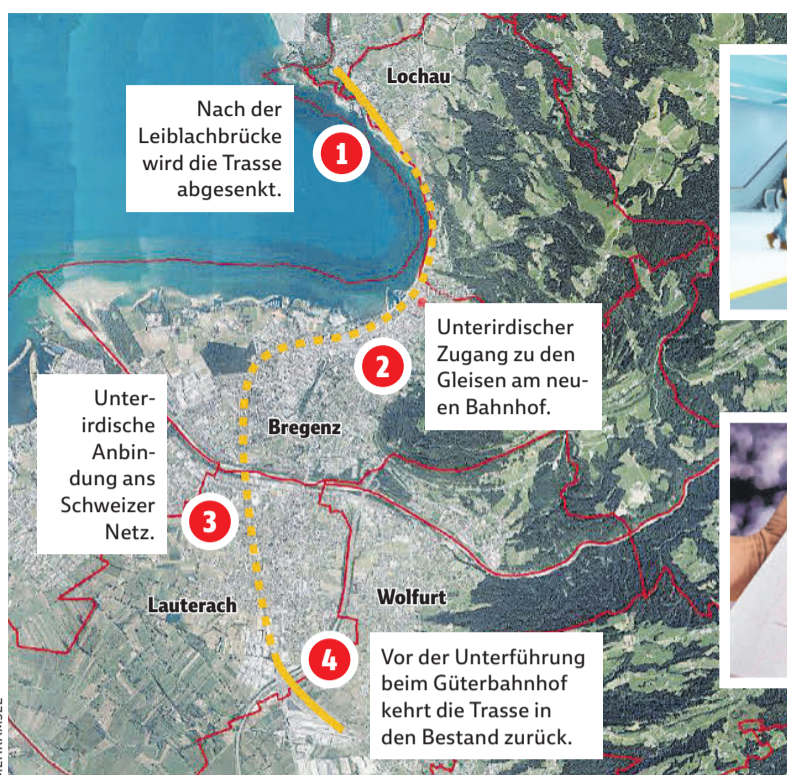 Lochau
Nach der
Leiblachbrücke
wird die Trasse
abgesenkt.
1
Unterirdischer
Zugang zu den
Gleisen am neu-
en Bahnhof.
2
Unter-
irdische
Anbin-
dung ans
Schweizer
Netz.
Bregenz
3
Lauterach
Wolfurt
4
Vor der Unterführung
beim Güterbahnhof
kehrt die Trasse in
den Bestand zurück.